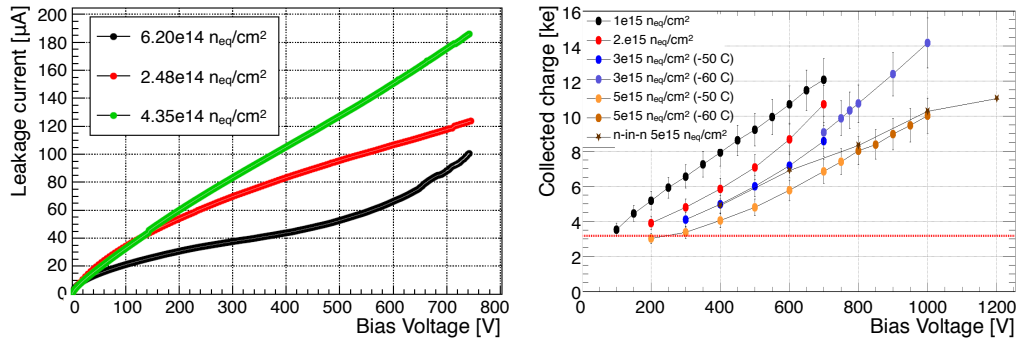 Leakage current [µA]
200
180
160
140
120
100
80
60
40
20
0
6.20e14 neq/cm²
2.48e14 neq/cm²
4.35e14 neq/cm²
0 100 200 300 400 500 600 700 800
Bias Voltage [V]
Collected charge [ke]
16
14
12
10
8
6
4
2
0
1e15 neq/cm²
2.e15 neq/cm²
3e15 neq/cm² (-50 C)
3e15 neq/cm² (-60 C)
5e15 neq/cm² (-50 C)
5e15 neq/cm² (-60 C)
n-in-n 5e15 neq/cm²
200 400 600 800 1000 1200
Bias Voltage [V]